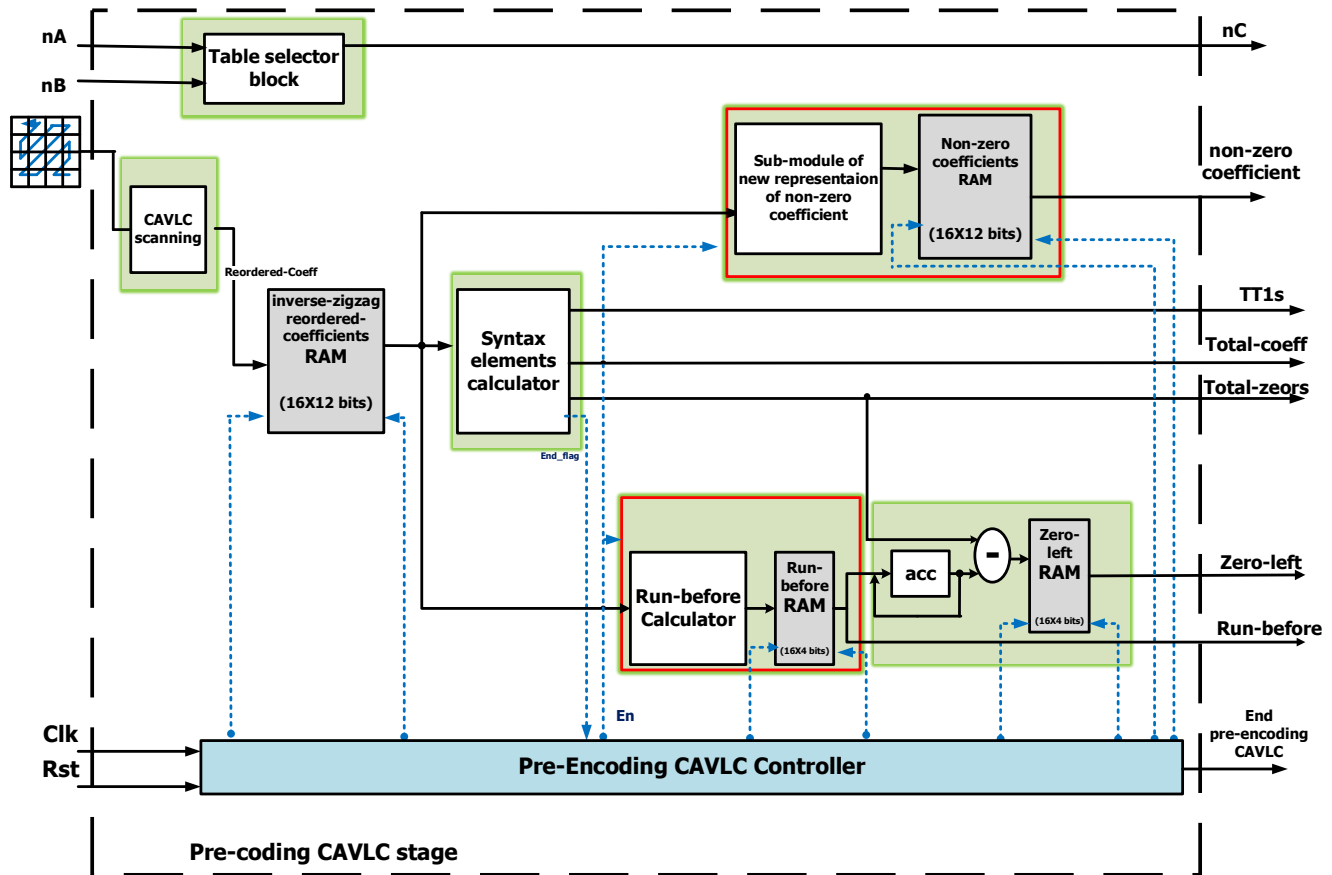 nA
nB
Table selector
block
nC
CAVLC
scanning
Reordered-Coeff
inverse-zigzag
reordered-
coefficients
RAM
(16X12 bits)
Sub-module of
new representaion
of non-zero
coefficient
Non-zero
coefficients
RAM
(16X12 bits)
non-zero
coefficient
Syntax
elements
calculator
End_flag
TT1s
Total-coeff
Total-zeors
Run-before
Calculator
Run-
before
RAM
(16X4 bits)
acc
-
Zero-
left
RAM
(16X4 bits)
Zero-left
Run-before
En
Clk
Rst
Pre-Encoding CAVLC Controller
End
pre-encoding
CAVLC
Pre-coding CAVLC stage